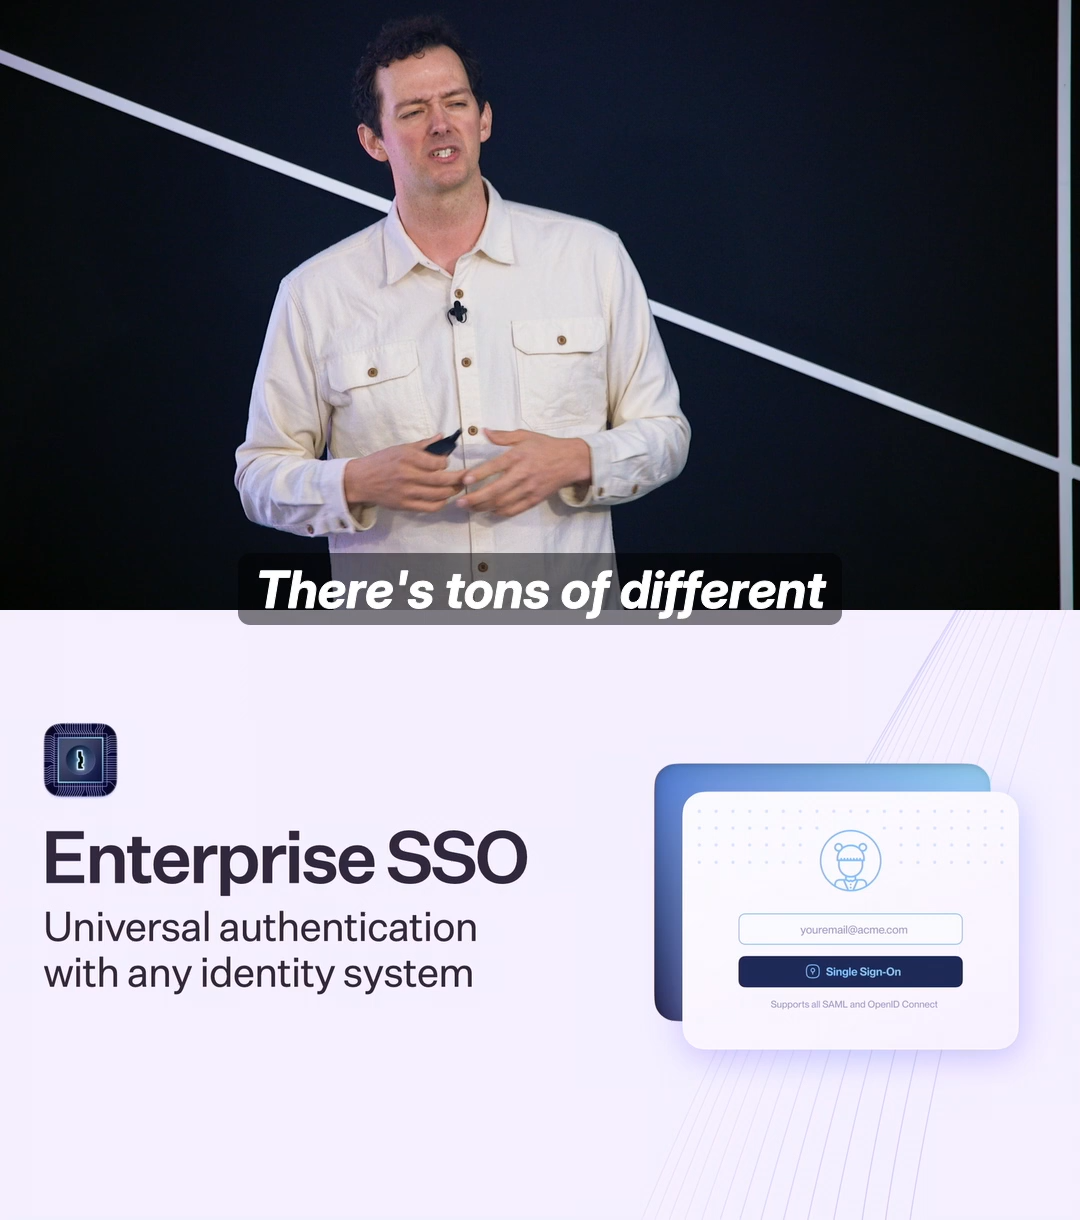 There's tons of different
Enterprise SSO
Universal authentication
with any identity system
youremail@acme.com
Single Sign-On
Supports all SAML and OpenID Connect